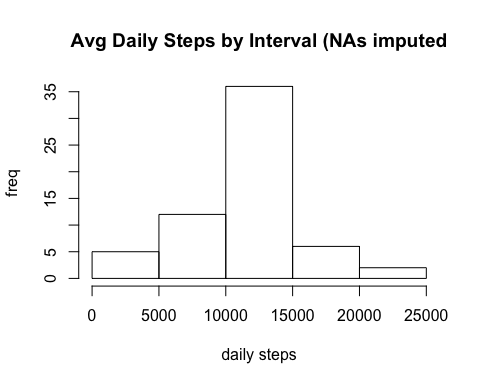 Avg Daily Steps by Interval (NAs imputed
35
25
15
5
0
freq
0 5000 10000 15000 20000 25000
daily steps